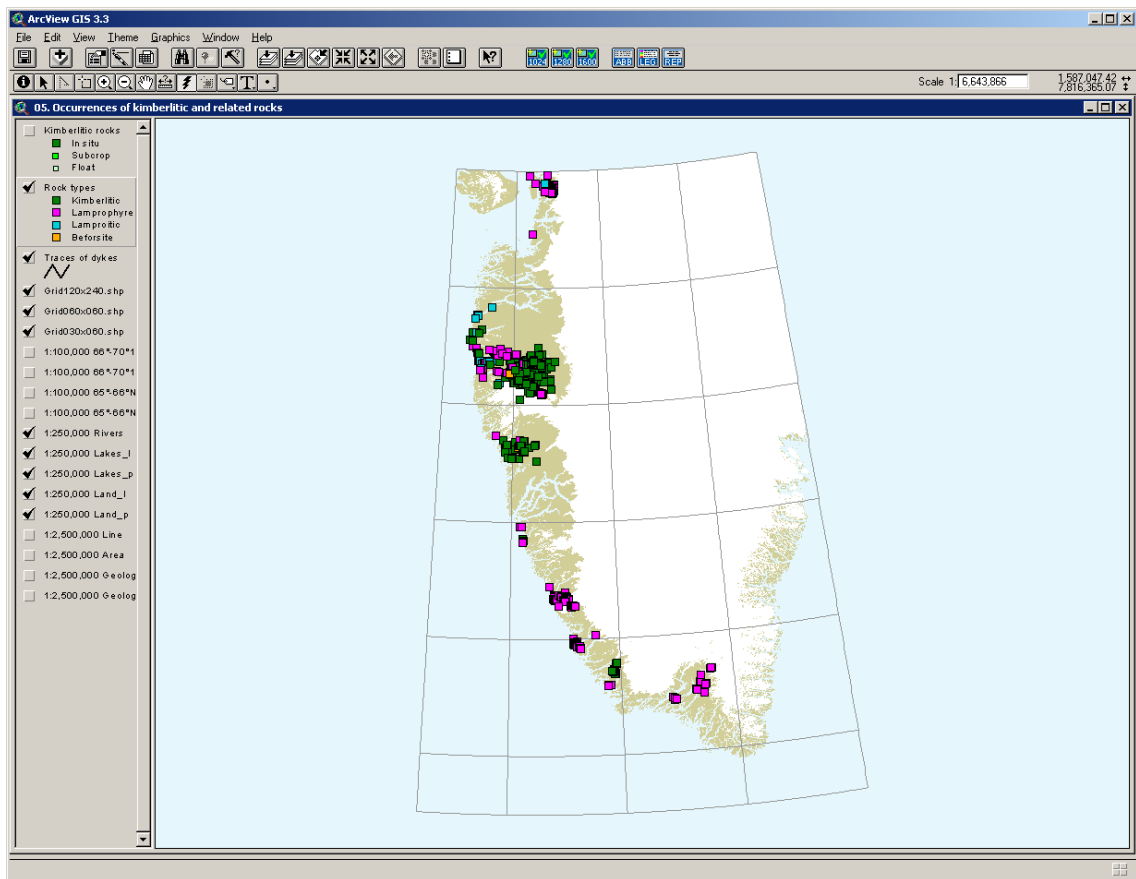 ArcView GIS 3.3
File Edit View Theme Graphics Window Help
1024 1280 1600 ABB LEG REP
Scale 1: 6,643,866 1,587,047.42
7,816,365.07
05. Occurrences of kimberlitic and related rocks
Kimberlitic rocks
In situ
Subcrop
Float
Rock types
Kimberlitic
Lamprophyre
Lamproitic
Beforsite
Traces of dykes
Grid120x240.shp
Grid060x060.shp
Grid030x060.shp
1:100,000 66°-70°1
1:100,000 66°-70°1
1:100,000 65°-66°N
1:100,000 65°-66°N
1:250,000 Rivers
1:250,000 Lakes_l
1:250,000 Lakes_p
1:250,000 Land_l
1:250,000 Land_p
1:2,500,000 Line
1:2,500,000 Area
1:2,500,000 Geolog
1:2,500,000 Geolog